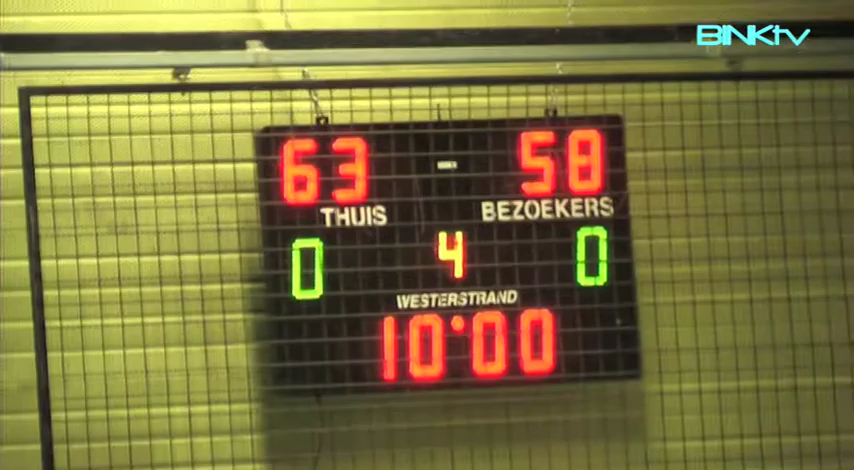 BINKtv
63 58
THUIS BEZOEKERS
0 4 0
WESTERSTRAND
10:00